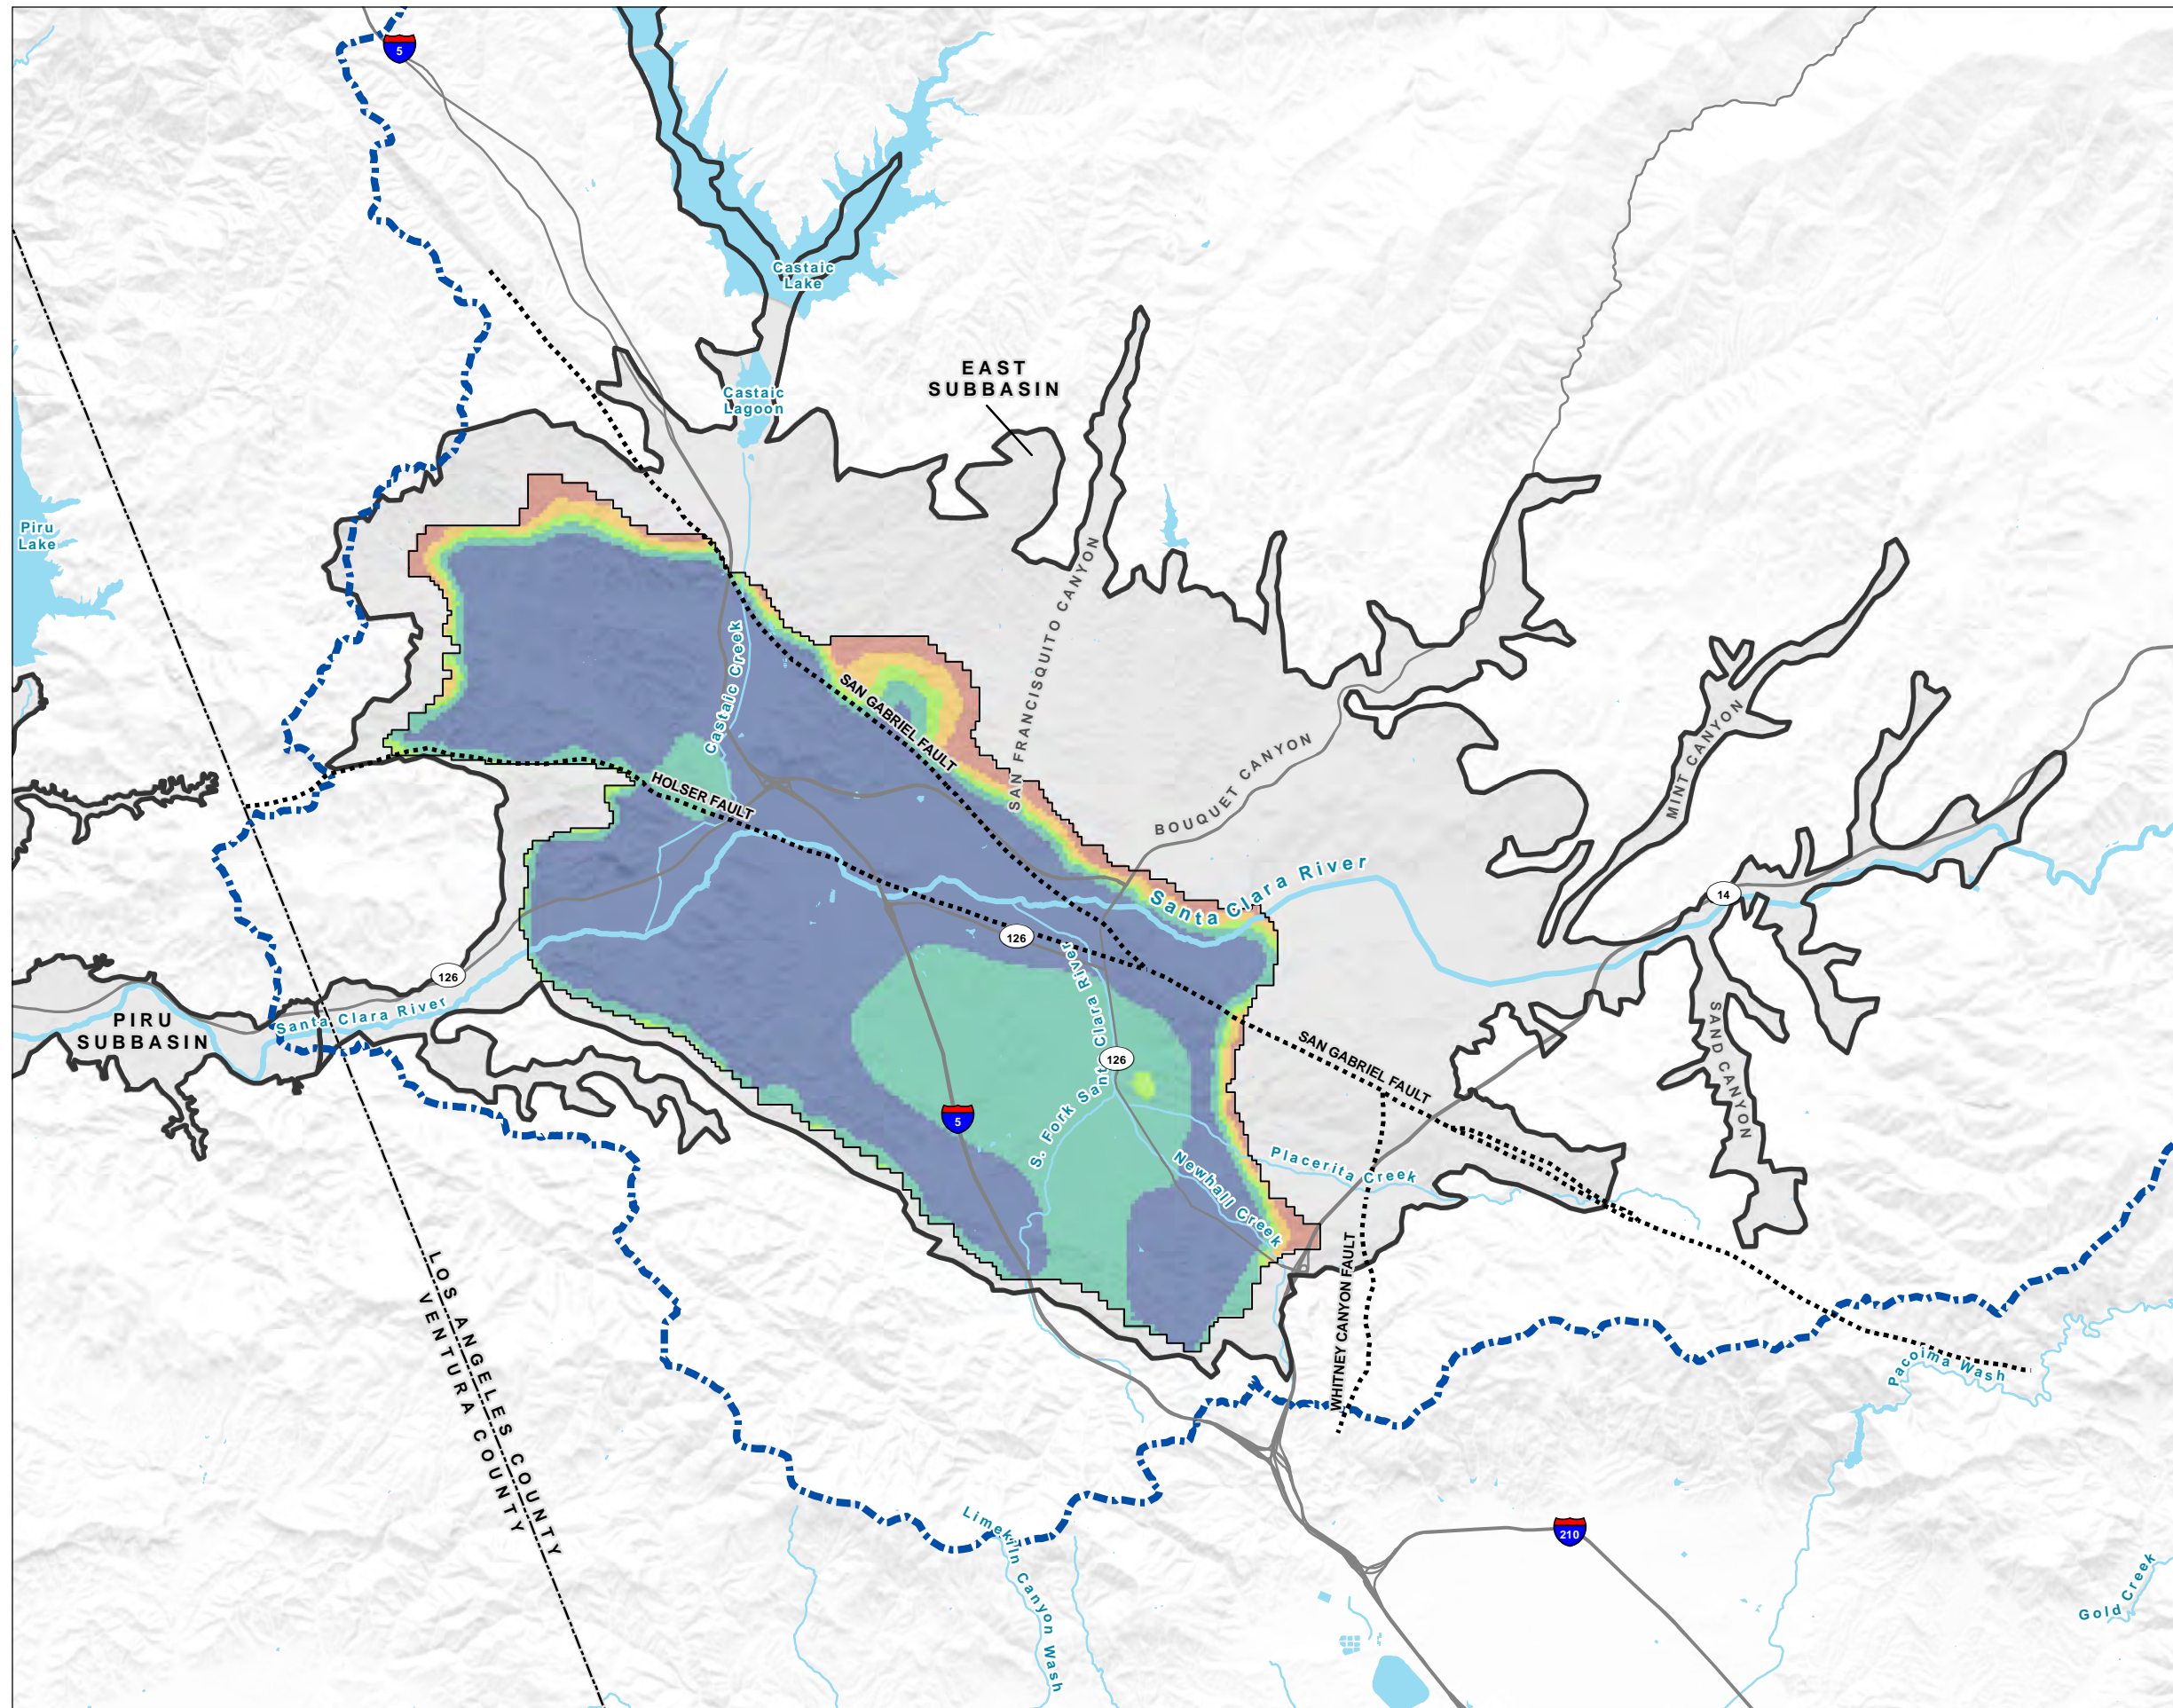 5
Castaic
Lake
EAST
SUBBASIN
Castaic
Lagoon
Piru
Lake
SAN FRANCISQUITO CANYON
Castaic Creek
SAN GABRIEL FAULT
HOLSER FAULT
BOUQUET CANYON
MINT CANYON
Santa Clara River
14
126
126
S. Fork Santa Clara River
PIRU
SUBBASIN
Santa Clara River
126
SAN GABRIEL FAULT
SAND CANYON
5
Placerita Creek
Newhall Creek
WHITNEY CANYON FAULT
LOS ANGELES COUNTY
VENTURA COUNTY
Pacoima Wash
Limekiln Canyon Wash
210
Gold Creek